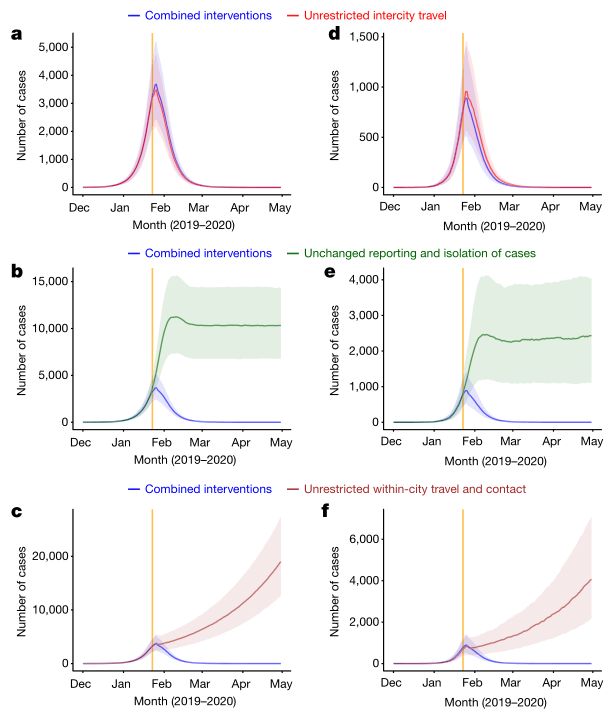 Combined interventions Unrestricted intercity travel
a
Number of cases
5,000
4,000
3,000
2,000
1,000
0
Dec Jan Feb Mar Apr May
Month (2019–2020)
d
Number of cases
1,500
1,000
500
0
Dec Jan Feb Mar Apr May
Month (2019–2020)
Combined interventions Unchanged reporting and isolation of cases
b
Number of cases
15,000
10,000
5,000
0
Dec Jan Feb Mar Apr May
Month (2019–2020)
e
Number of cases
4,000
3,000
2,000
1,000
0
Dec Jan Feb Mar Apr May
Month (2019–2020)
Combined interventions Unrestricted within-city travel and contact
c
Number of cases
20,000
10,000
0
Dec Jan Feb Mar Apr May
Month (2019–2020)
f
Number of cases
6,000
4,000
2,000
0
Dec Jan Feb Mar Apr May
Month (2019–2020)